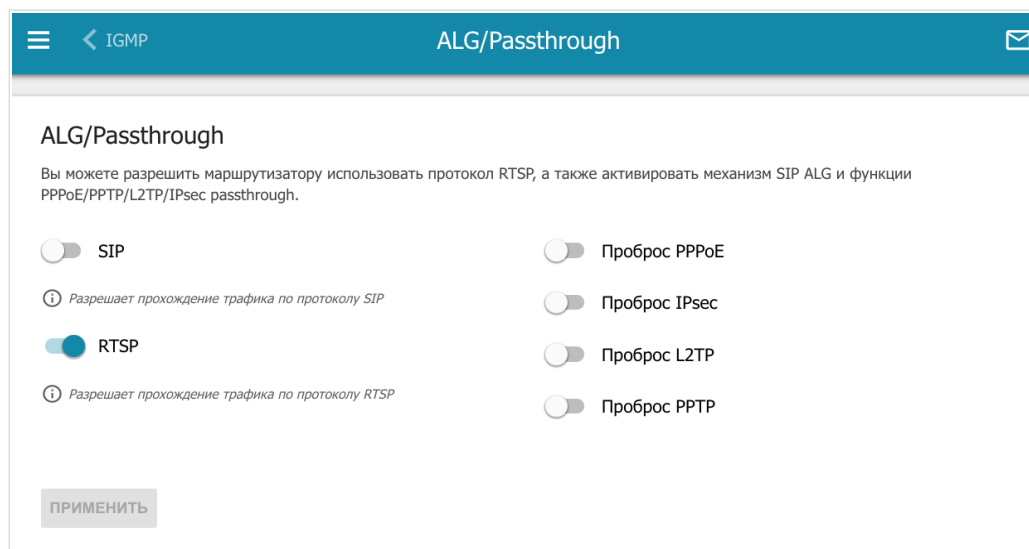 IGMP
ALG/Passthrough
ALG/Passthrough
Вы можете разрешить маршрутизатору использовать протокол RTSP, а также активировать механизм SIP ALG и функции
PPPoE/PPTP/L2TP/IPsec passthrough.
SIP
Разрешает прохождение трафика по протоколу SIP
RTSP
Разрешает прохождение трафика по протоколу RTSP
Проброс PPPoE
Проброс IPsec
Проброс L2TP
Проброс PPTP
ПРИМЕНИТЬ